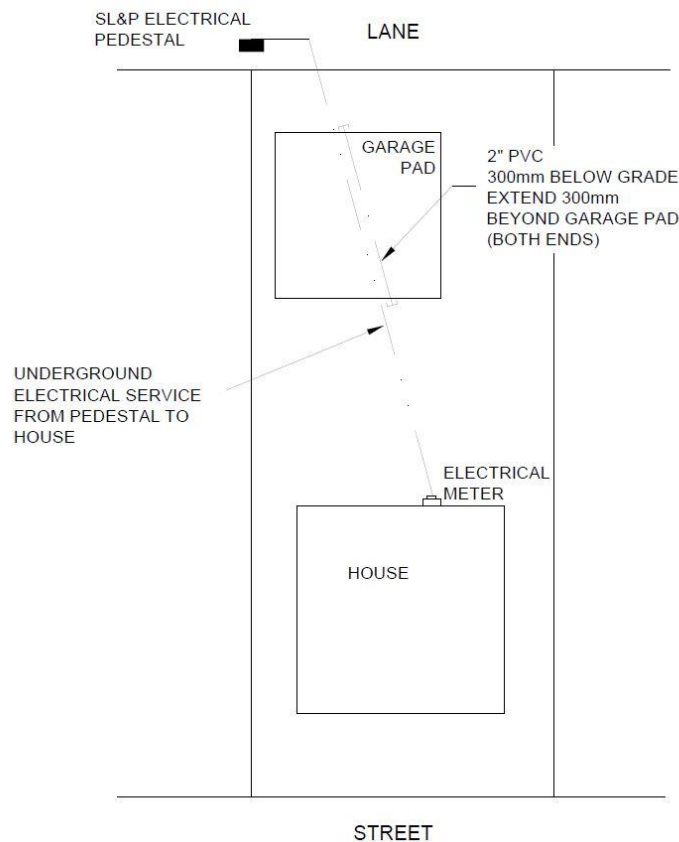 SL&P ELECTRICAL
PEDESTAL
LANE
GARAGE
PAD
2" PVC
300mm BELOW GRADE
EXTEND 300mm
BEYOND GARAGE PAD
(BOTH ENDS)
UNDERGROUND
ELECTRICAL SERVICE
FROM PEDESTAL TO
HOUSE
ELECTRICAL
METER
HOUSE
STREET